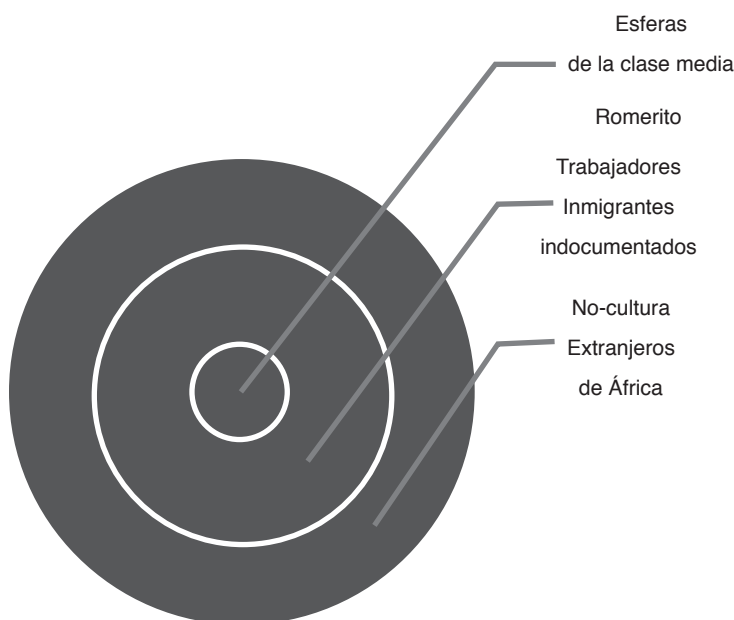 Esferas
de la clase media
Romerito
Trabajadores
Inmigrantes
indocumentados
No-cultura
Extranjeros
de África